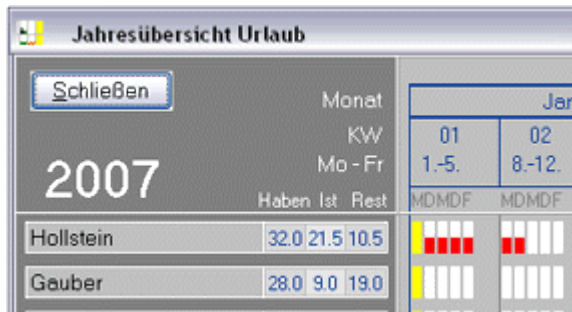 Jahresübersicht Urlaub
Schließen
Monat
Jan
KW
01
02
2007
Mo - Fr
1.-5.
8.-12.
Haben Ist Rest
MDMDF
MDMDF
Hollstein
32.0 21.5 10.5
Gauber
28.0 9.0 19.0